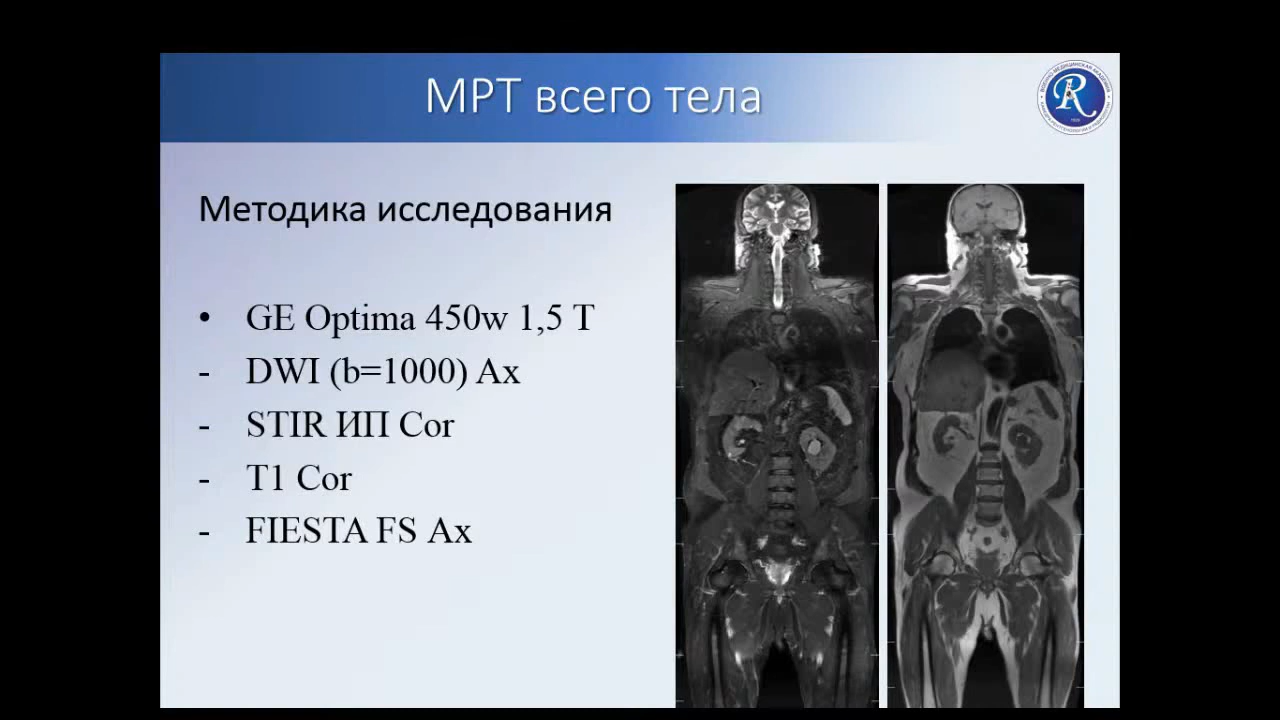 МРТ всего тела
Методика исследования
• GE Optima 450w 1,5 T
- DWI (b=1000) Ax
- STIR ИП Cor
- T1 Cor
- FIESTA FS Ax